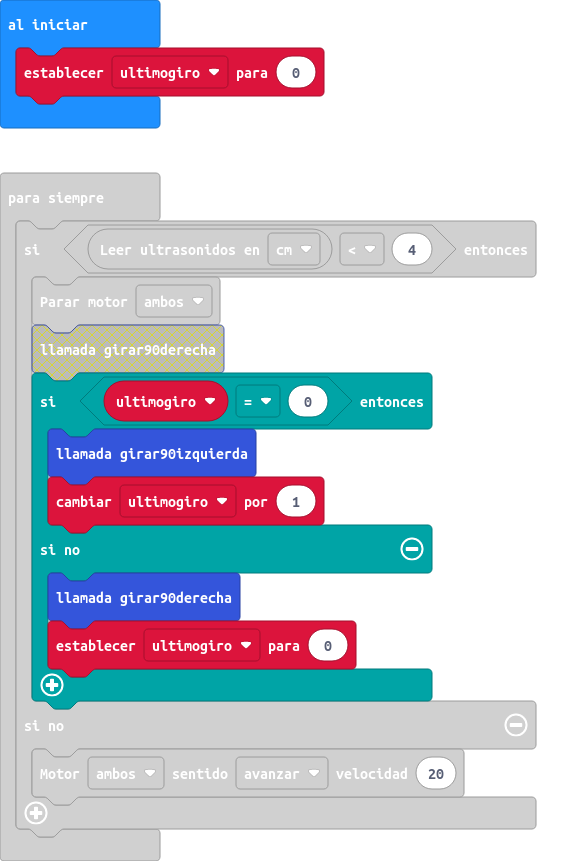 al iniciar
establecer ultimogiro para 0
para siempre
si Leer ultrasonidos en cm < 4 entonces
Parar motor ambos
llamada girar90derecha
si ultimogiro = 0 entonces
llamada girar90izquierda
cambiar ultimogiro por 1
si no
llamada girar90derecha
establecer ultimogiro para 0
si no
Motor ambos sentido avanzar velocidad 20